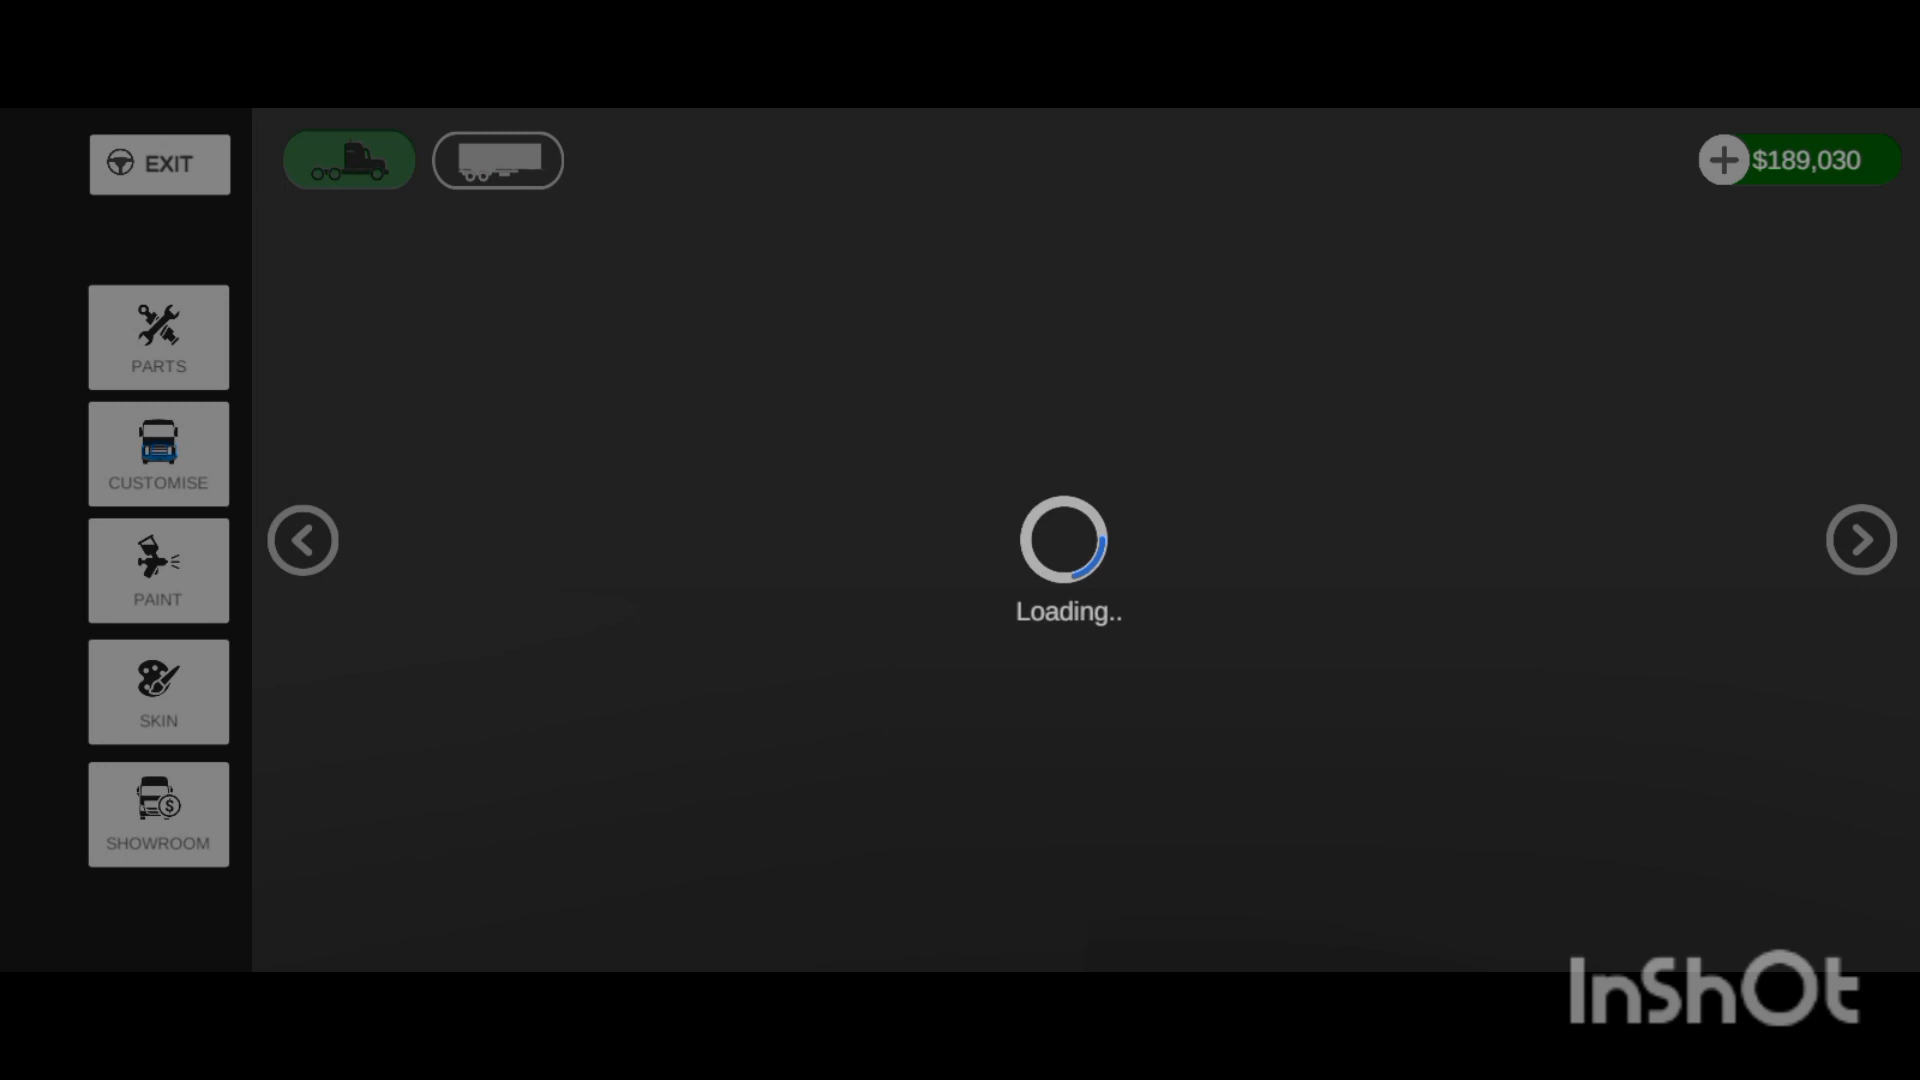 EXIT
$189,030
PARTS
CUSTOMISE
PAINT
SKIN
SHOWROOM
Loading..
InShOt